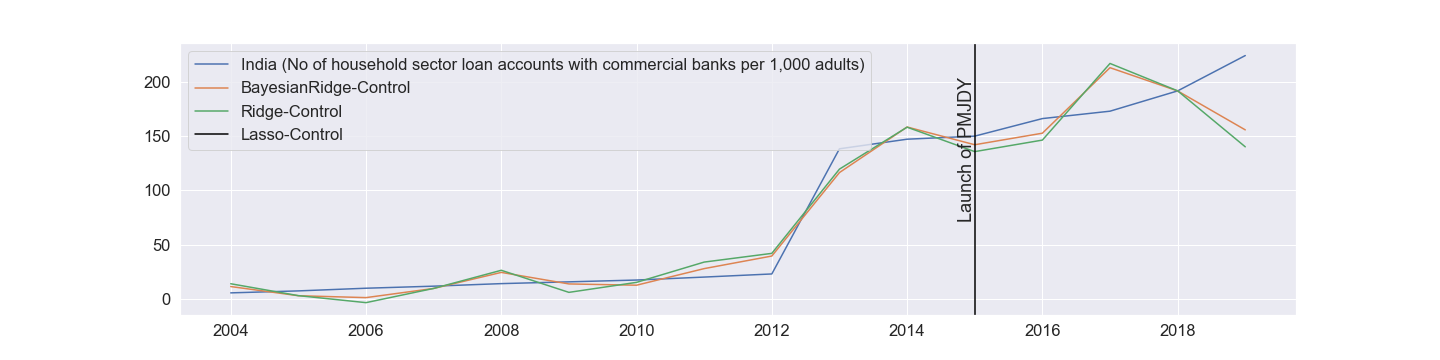 India (No of household sector loan accounts with commercial banks per 1,000 adults)
BayesianRidge-Control
Ridge-Control
Lasso-Control
Launch of PMJDY
200
150
100
50
0
2004 2006 2008 2010 2012 2014 2016 2018